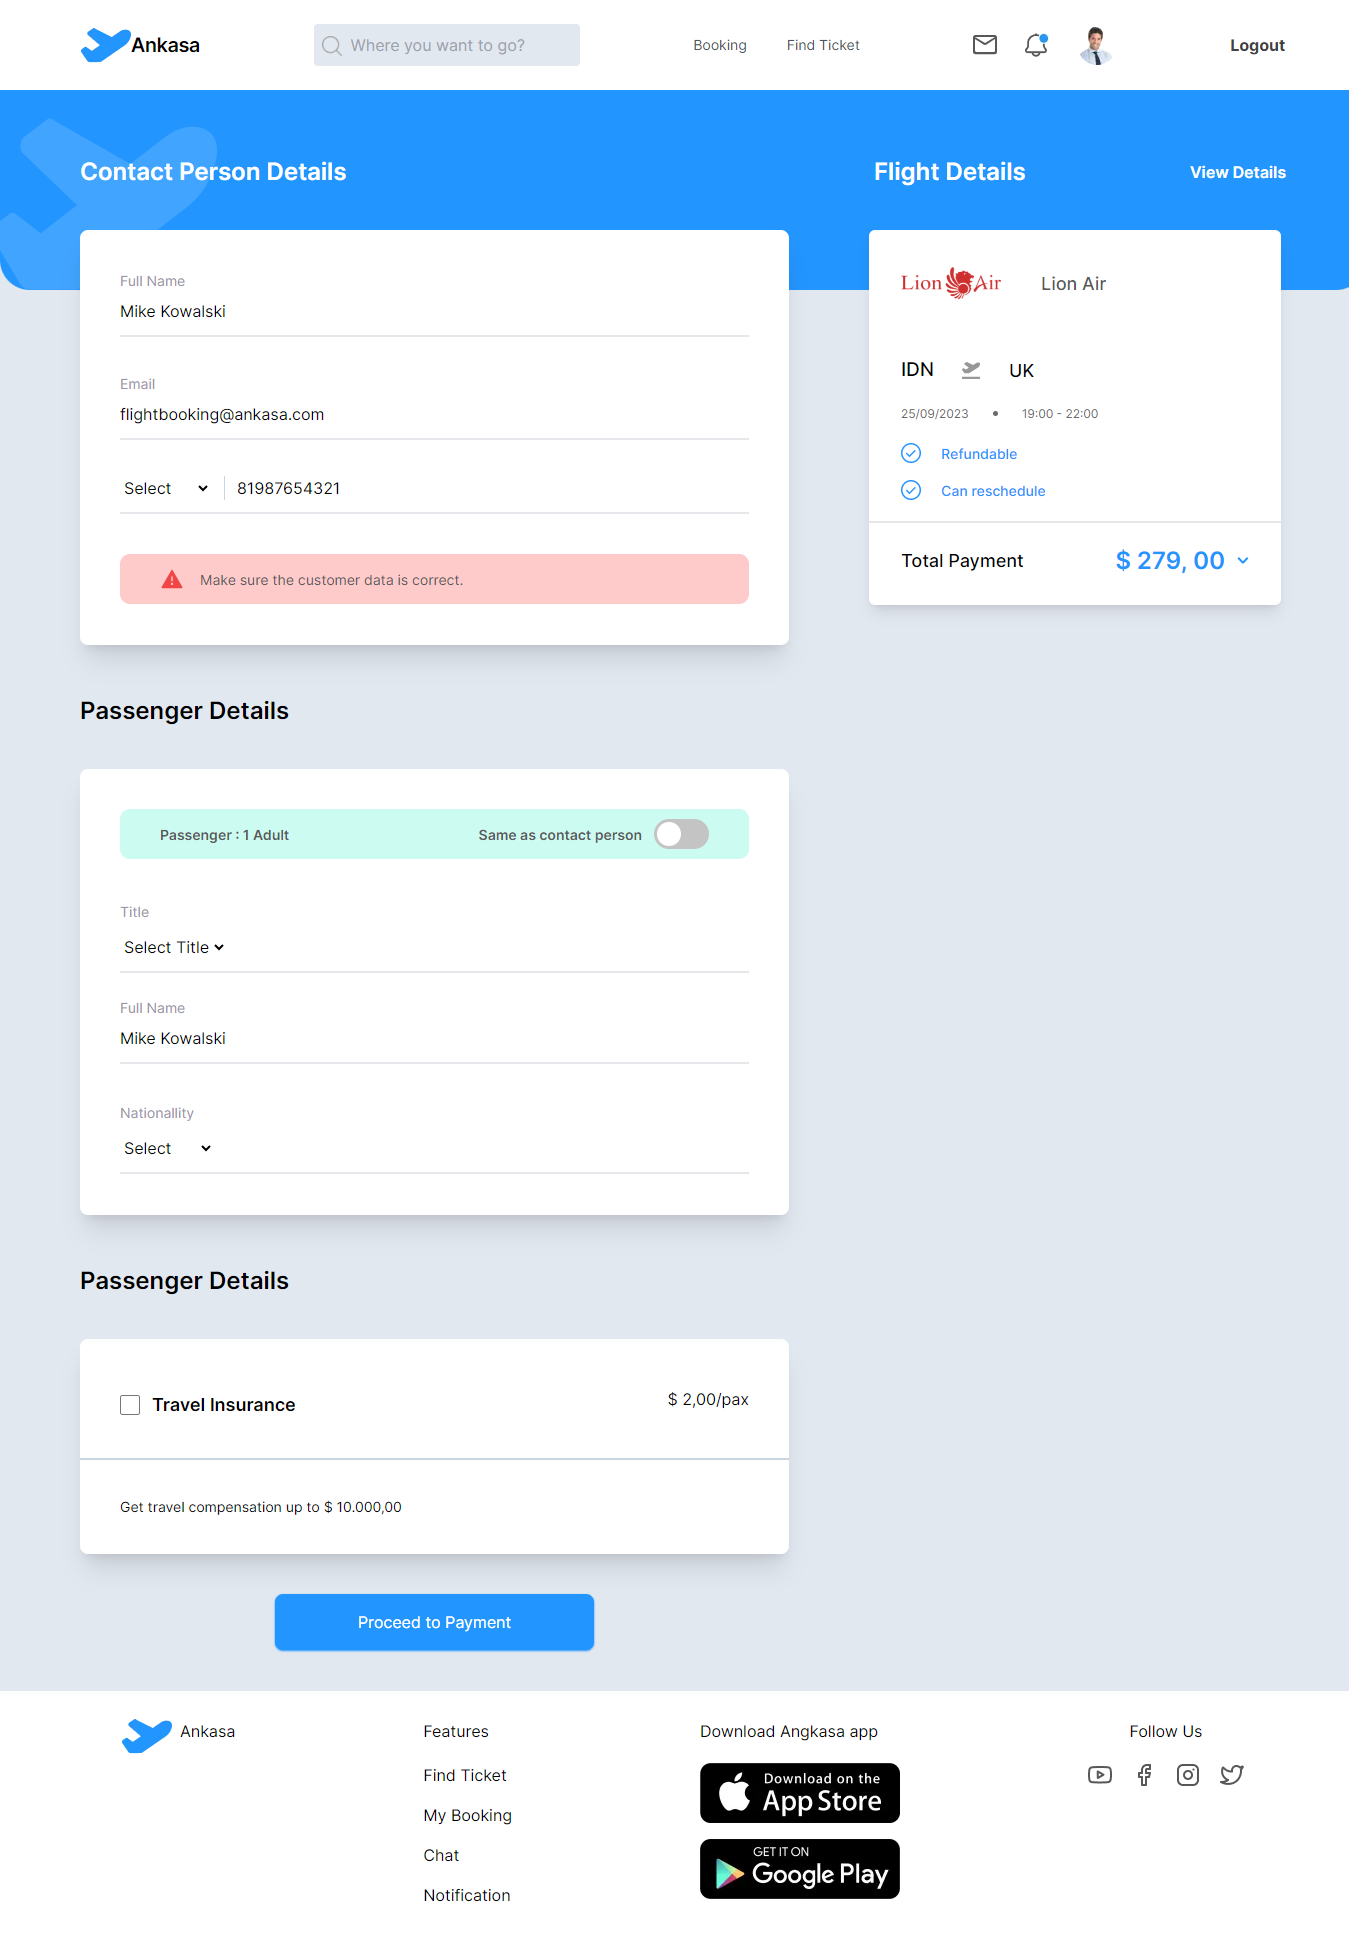 Ankasa
Where you want to go?
Booking
Find Ticket
Logout
Contact Person Details
Full Name
Mike Kowalski
Email
flightbooking@ankasa.com
Select
81987654321
Make sure the customer data is correct.
Flight Details
View Details
Lion Air
Lion Air
IDN
UK
25/09/2023 • 19:00 - 22:00
Refundable
Can reschedule
Total Payment
$ 279, 00
Passenger Details
Passenger : 1 Adult
Same as contact person
Title
Select Title
Full Name
Mike Kowalski
Nationallity
Select
Passenger Details
Travel Insurance
$ 2,00/pax
Get travel compensation up to $ 10.000,00
Proceed to Payment
Ankasa
Features
Find Ticket
My Booking
Chat
Notification
Download Angkasa app
Download on the
App Store
GET IT ON
Google Play
Follow Us